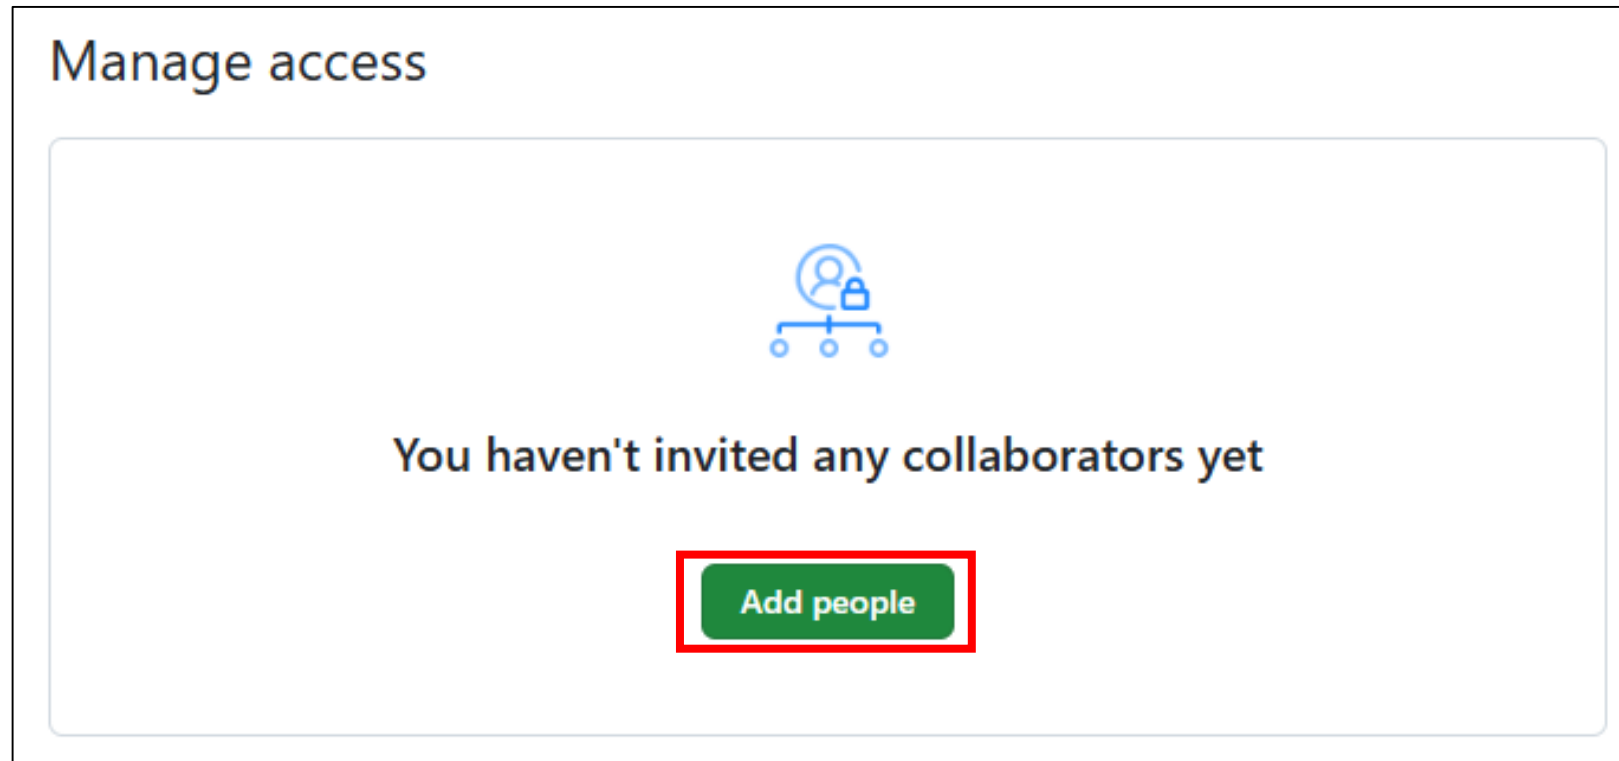 Manage access
You haven't invited any collaborators yet
Add people